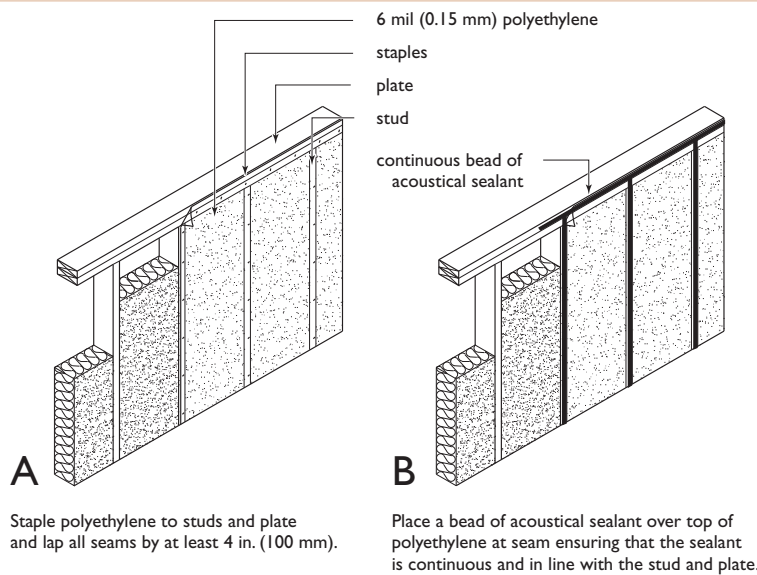 6 mil (0.15 mm) polyethylene
staples
plate
stud
continuous bead of
acoustical sealant
A
Staple polyethylene to studs and plate
and lap all seams by at least 4 in. (100 mm).
B
Place a bead of acoustical sealant over top of
polyethylene at seam ensuring that the sealant
is continuous and in line with the stud and plate.